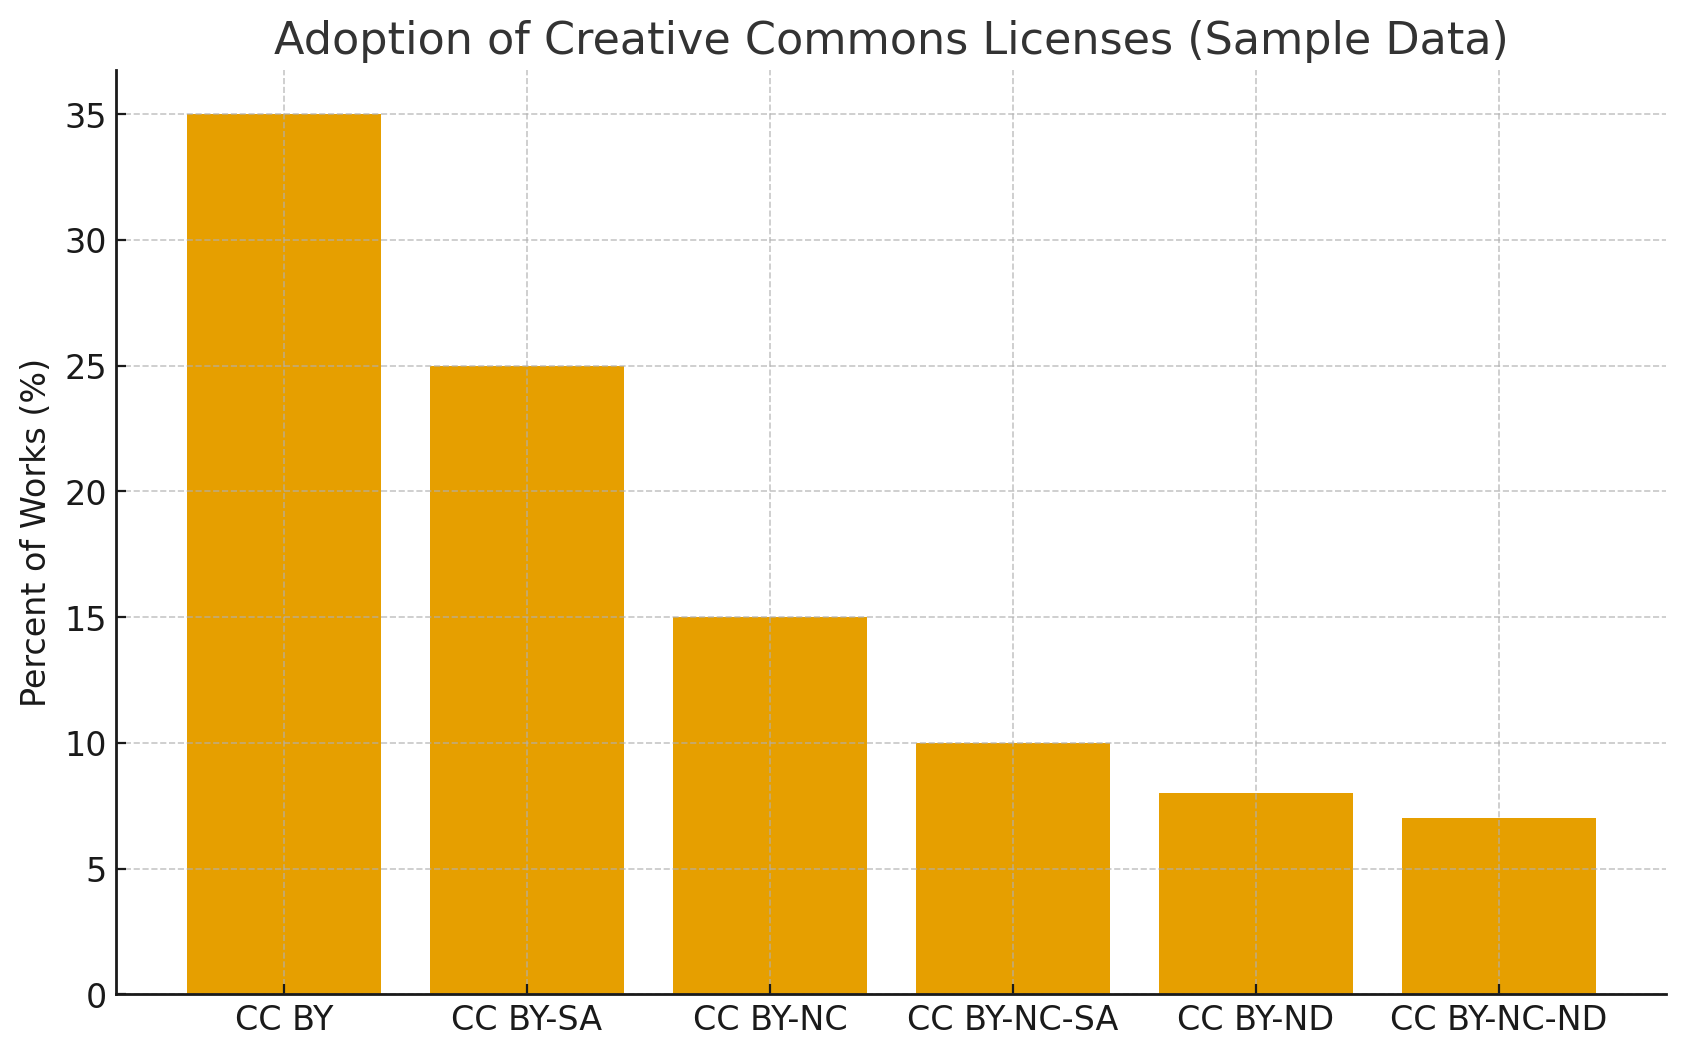 Adoption of Creative Commons Licenses (Sample Data)
Percent of Works (%)
35
30
25
20
15
10
5
0
CC BY
CC BY-SA
CC BY-NC
CC BY-NC-SA
CC BY-ND
CC BY-NC-ND